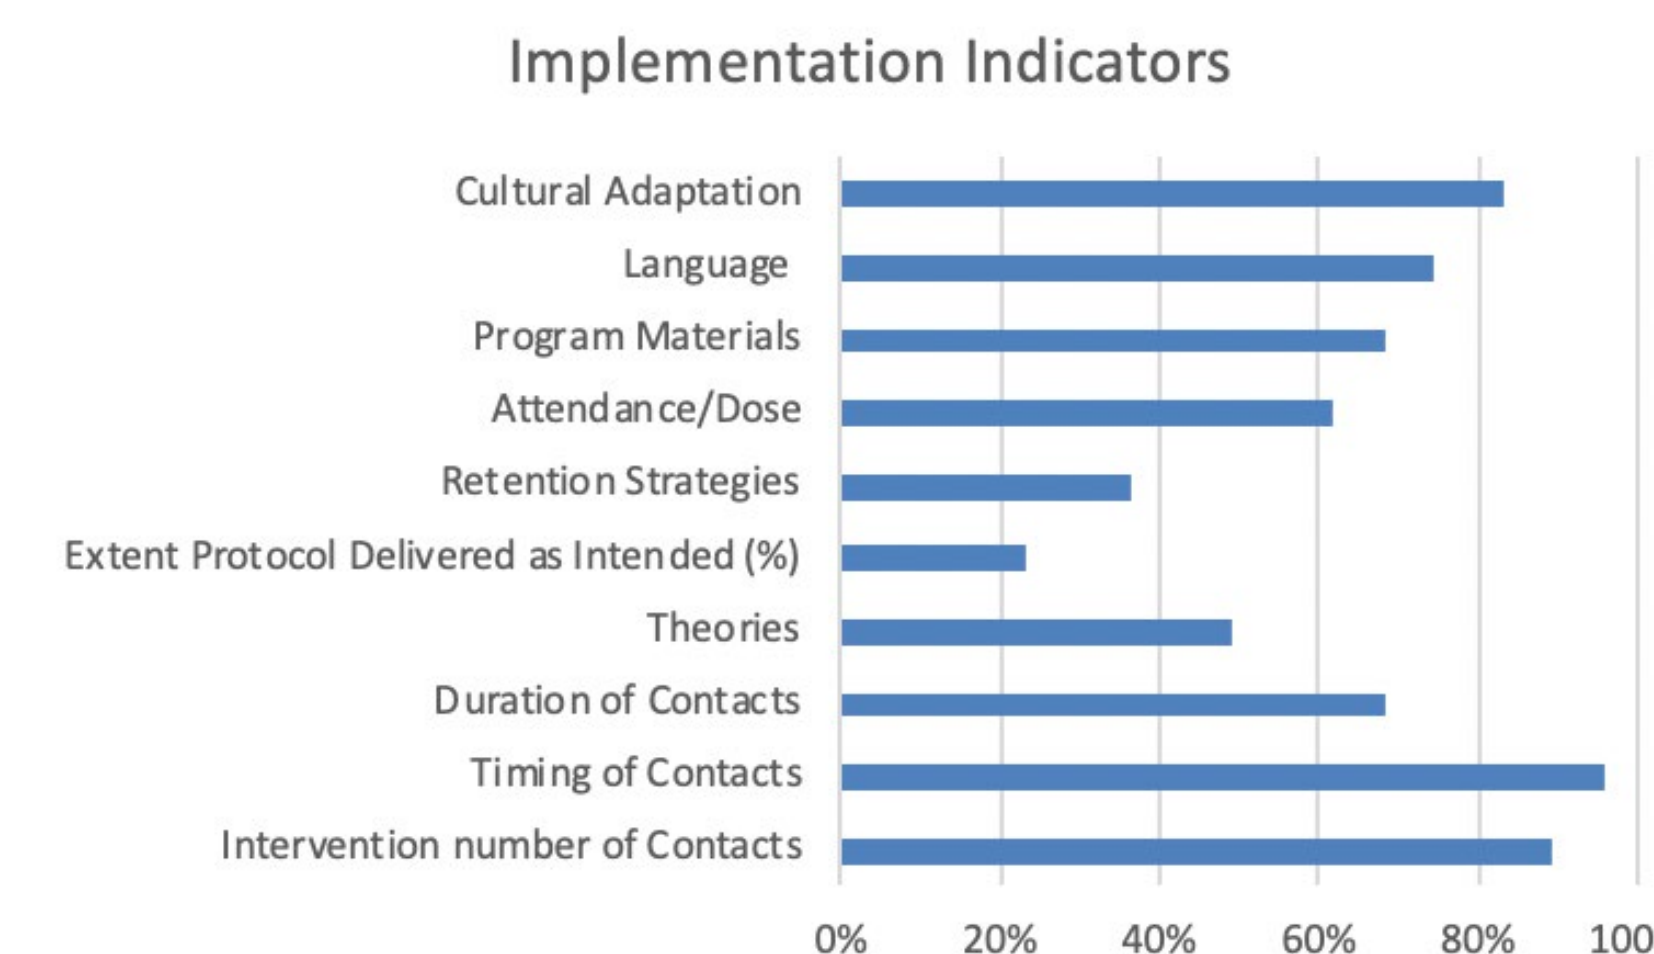 Implementation Indicators
Cultural Adaptation
Language
Program Materials
Attendance/Dose
Retention Strategies
Extent Protocol Delivered as Intended (%)
Theories
Duration of Contacts
Timing of Contacts
Intervention number of Contacts
0% 20% 40% 60% 80% 100